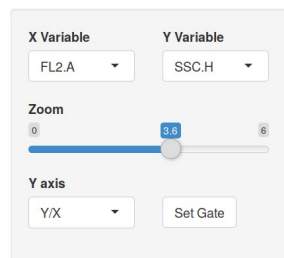 X Variable Y Variable
FL2.A SSC.H
Zoom
0 3.6 6
Y axis
Y/X Set Gate